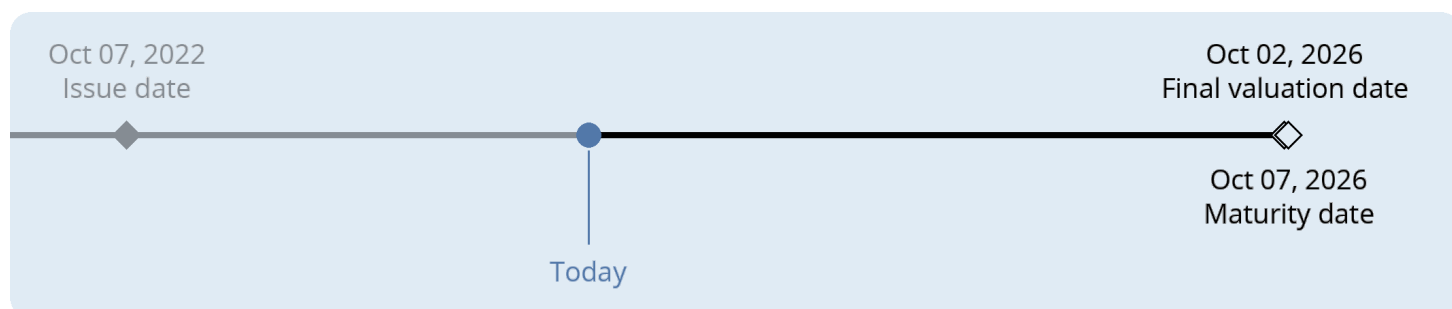 Oct 07, 2022
Issue date
Oct 02, 2026
Final valuation date
Oct 07, 2026
Maturity date
Today